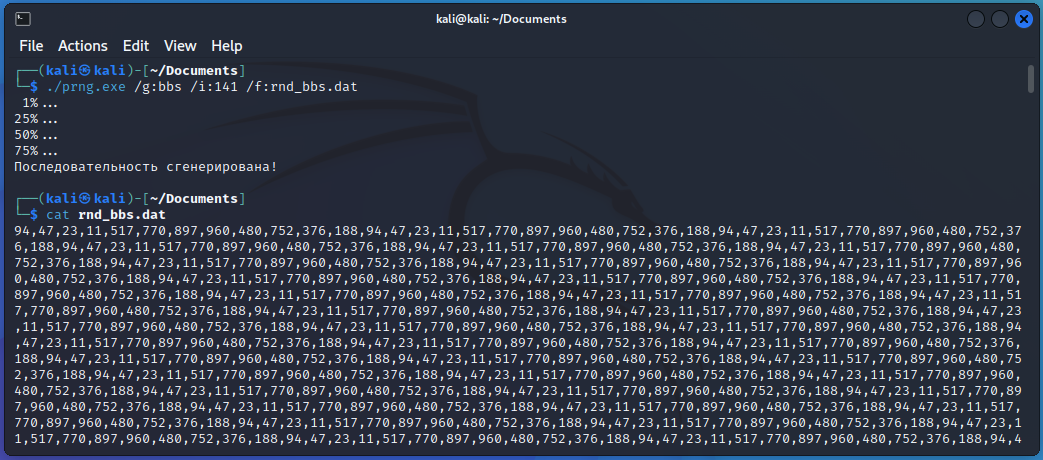 kali@kali: ~/Documents
File Actions Edit View Help
┌──(kali㉿kali)-[~/Documents]
└─$ ./prng.exe /g:bbs /i:141 /f:rnd_bbs.dat
1%...
25%...
50%...
75%...
Последовательность сгенерирована!
┌──(kali㉿kali)-[~/Documents]
└─$ cat rnd_bbs.dat
94,47,23,11,517,770,897,960,480,752,376,188,94,47,23,11,517,770,897,960,480,752,376,188,94,47,23,11,517,770,897,960,480,752,37
6,188,94,47,23,11,517,770,897,960,480,752,376,188,94,47,23,11,517,770,897,960,480,752,376,188,94,47,23,11,517,770,897,960,480,
752,376,188,94,47,23,11,517,770,897,960,480,752,376,188,94,47,23,11,517,770,897,960,480,752,376,188,94,47,23,11,517,770,897,96
0,480,752,376,188,94,47,23,11,517,770,897,960,480,752,376,188,94,47,23,11,517,770,897,960,480,752,376,188,94,47,23,11,517,770,
897,960,480,752,376,188,94,47,23,11,517,770,897,960,480,752,376,188,94,47,23,11,517,770,897,960,480,752,376,188,94,47,23,11,51
7,770,897,960,480,752,376,188,94,47,23,11,517,770,897,960,480,752,376,188,94,47,23,11,517,770,897,960,480,752,376,188,94,47,23
,11,517,770,897,960,480,752,376,188,94,47,23,11,517,770,897,960,480,752,376,188,94,47,23,11,517,770,897,960,480,752,376,188,94
,47,23,11,517,770,897,960,480,752,376,188,94,47,23,11,517,770,897,960,480,752,376,188,94,47,23,11,517,770,897,960,480,752,376,
188,94,47,23,11,517,770,897,960,480,752,376,188,94,47,23,11,517,770,897,960,480,752,376,188,94,47,23,11,517,770,897,960,480,75
2,376,188,94,47,23,11,517,770,897,960,480,752,376,188,94,47,23,11,517,770,897,960,480,752,376,188,94,47,23,11,517,770,897,960,
480,752,376,188,94,47,23,11,517,770,897,960,480,752,376,188,94,47,23,11,517,770,897,960,480,752,376,188,94,47,23,11,517,770,89
7,960,480,752,376,188,94,47,23,11,517,770,897,960,480,752,376,188,94,47,23,11,517,770,897,960,480,752,376,188,94,47,23,11,517,
770,897,960,480,752,376,188,94,47,23,11,517,770,897,960,480,752,376,188,94,47,23,11,517,770,897,960,480,752,376,188,94,47,23,1
1,517,770,897,960,480,752,376,188,94,47,23,11,517,770,897,960,480,752,376,188,94,47,23,11,517,770,897,960,480,752,376,188,94,4